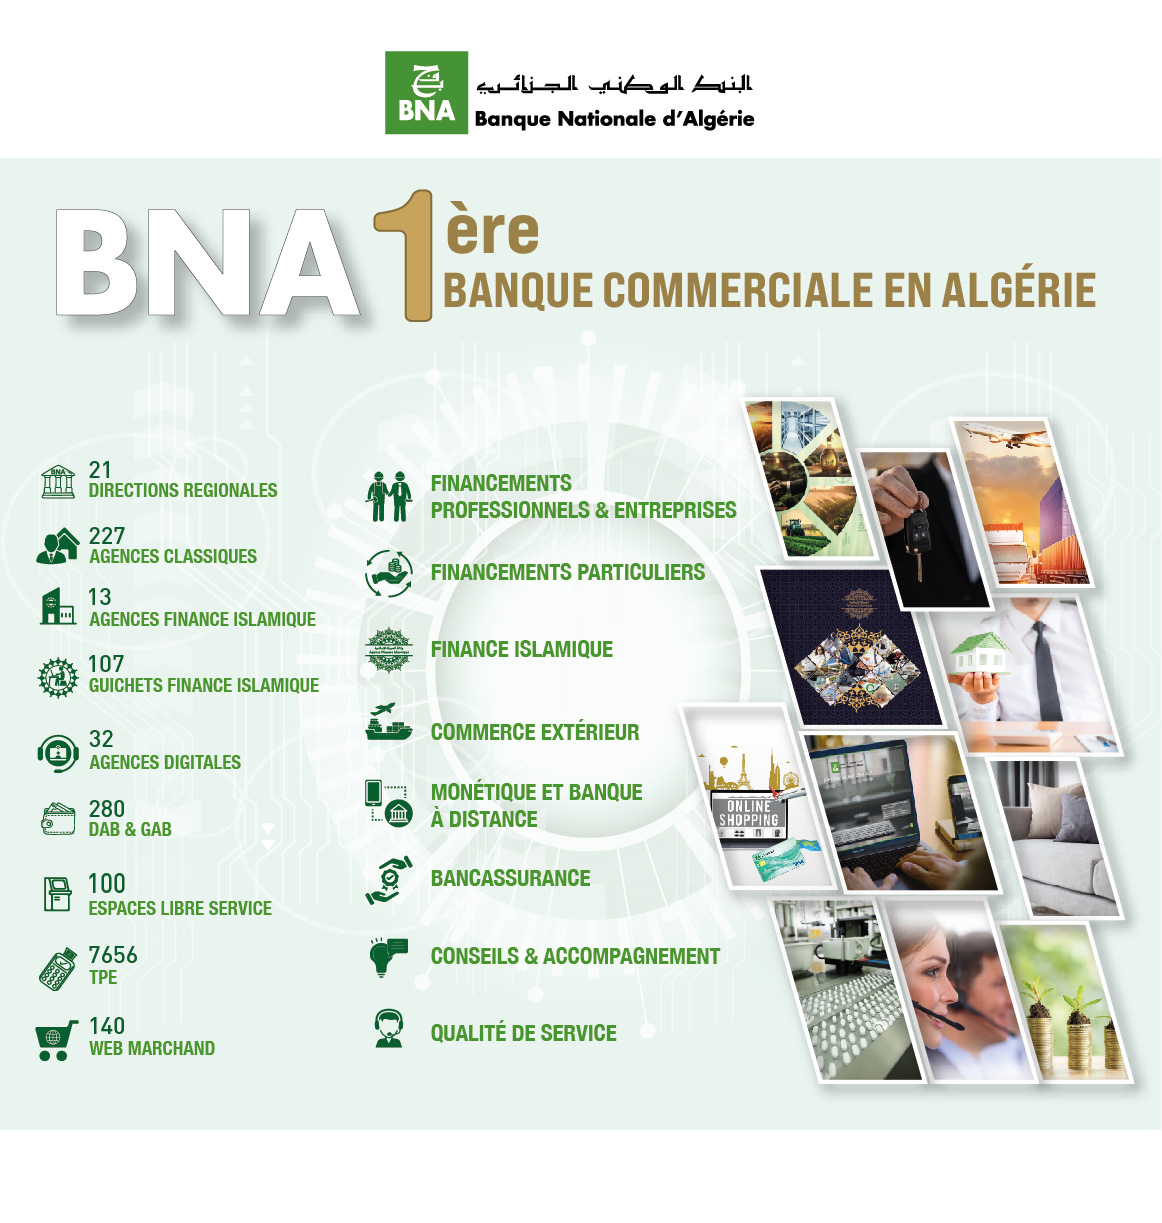 البنك الوطني الجزائري
BNA
Banque Nationale d'Algérie
BNA 1ère
BANQUE COMMERCIALE EN ALGÉRIE
BNA
21
DIRECTIONS REGIONALES
227
AGENCES CLASSIQUES
13
AGENCES FINANCE ISLAMIQUE
107
GUICHETS FINANCE ISLAMIQUE
32
AGENCES DIGITALES
280
DAB & GAB
100
ESPACES LIBRE SERVICE
7656
TPE
140
WEB MARCHAND
FINANCEMENTS
PROFESSIONNELS & ENTREPRISES
FINANCEMENTS PARTICULIERS
FINANCE ISLAMIQUE
COMMERCE EXTÉRIEUR
MONÉTIQUE ET BANQUE
À DISTANCE
BANCASSURANCE
CONSEILS & ACCOMPAGNEMENT
QUALITÉ DE SERVICE
ONLINE
SHOPPING